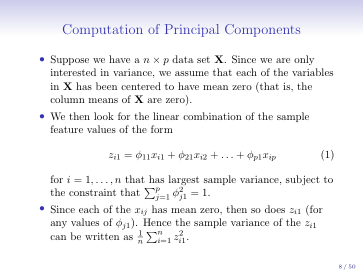 Computation of Principal Components
• Suppose we have a n × p data set X. Since we are only
interested in variance, we assume that each of the variables
in X has been centered to have mean zero (that is, the
column means of X are zero).
• We then look for the linear combination of the sample
feature values of the form
z_{i1} = ϕ_{11}x_{i1} + ϕ_{21}x_{i2} + . . . + ϕ_{p1}x_{ip} (1)
for i = 1, . . . , n that has largest sample variance, subject to
the constraint that ∑_{j=1}^{p} ϕ_{j1}^{2} = 1.
• Since each of the x_{ij} has mean zero, then so does z_{i1} (for
any values of ϕ_{j1}). Hence the sample variance of the z_{i1}
can be written as \frac{1}{n} ∑_{i=1}^{n} z_{i1}^{2}.
8 / 50